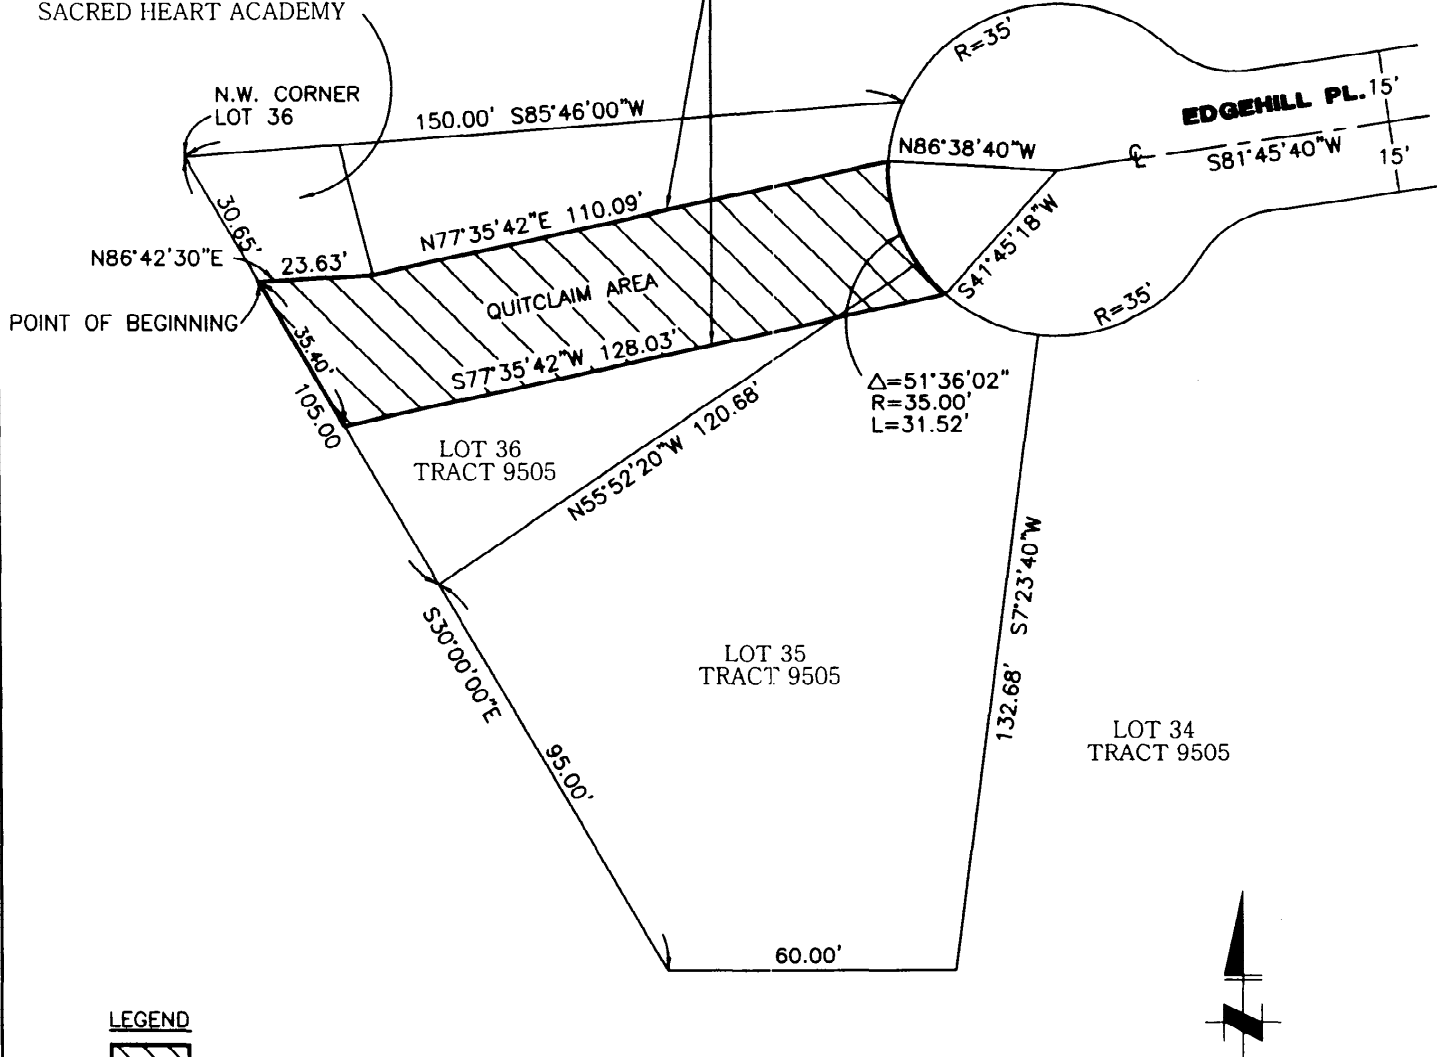 SACRED HEART ACADEMY
R=35'
N.W. CORNER
LOT 36
150.00' S85°46'00"W
EDGEHILL PL.
15'
N86°38'40"W
℄
S81°45'40"W
15'
30.65'
N77°35'42"E 110.09'
S41°45'18"W
N86°42'30"E
23.63'
QUITCLAIM AREA
POINT OF BEGINNING
R=35'
35.40'
S77°35'42"W 128.03'
105.00
Δ=51°36'02"
R=35.00'
L=31.52'
LOT 36
TRACT 9505
N55°52'20"W 120.68'
S7°23'40"W
132.68'
S30°00'00"E
95.00'
LOT 35
TRACT 9505
LOT 34
TRACT 9505
60.00'
N
LEGEND